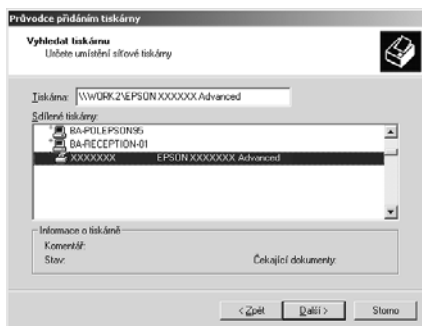 Průvodce přidáním tiskárny
Vyhledat tiskárnu
Určete umístění síťové tiskárny
Tiskárna: \\WORK2\EPSON XXXXXX Advanced
Sdílené tiskárny:
BA-POLEPSON95
BA-RECEPTION-01
XXXXXXX EPSON XXXXXXX Advanced
Informace o tiskárně
Komentář:
Stav: Čekající dokumenty:
< Zpět Další > Storno